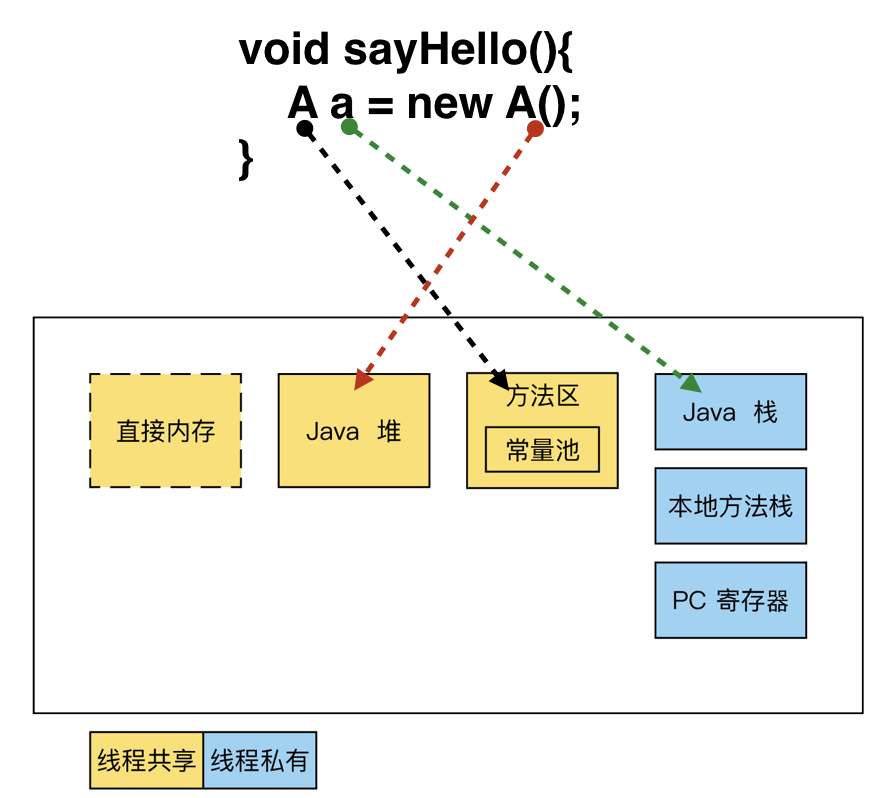 void sayHello(){
A a = new A();
}
直接内存
Java 堆
方法区
常量池
Java 栈
本地方法栈
PC 寄存器
线程共享
线程私有